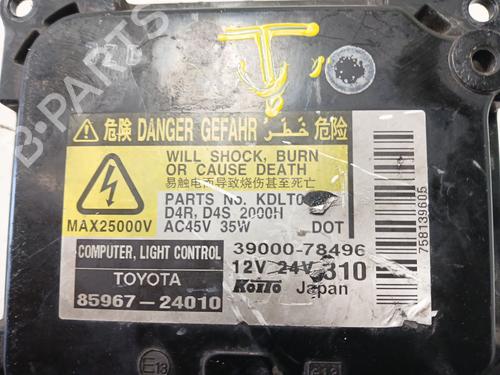 B-PARTS
T
⚠ 危険 DANGER GEFAHR خَطَر 危险
WILL SHOCK, BURN
OR CAUSE DEATH
易触电而导致烧伤甚至死亡
MAX25000V
PARTS No. KDLT0
D4R, D4S 2000H
AC45V 35W DOT
COMPUTER, LIGHT CONTROL
TOYOTA
85967-24010
39000-78496
12V 24V 310
KOITO Japan
758139605
E13